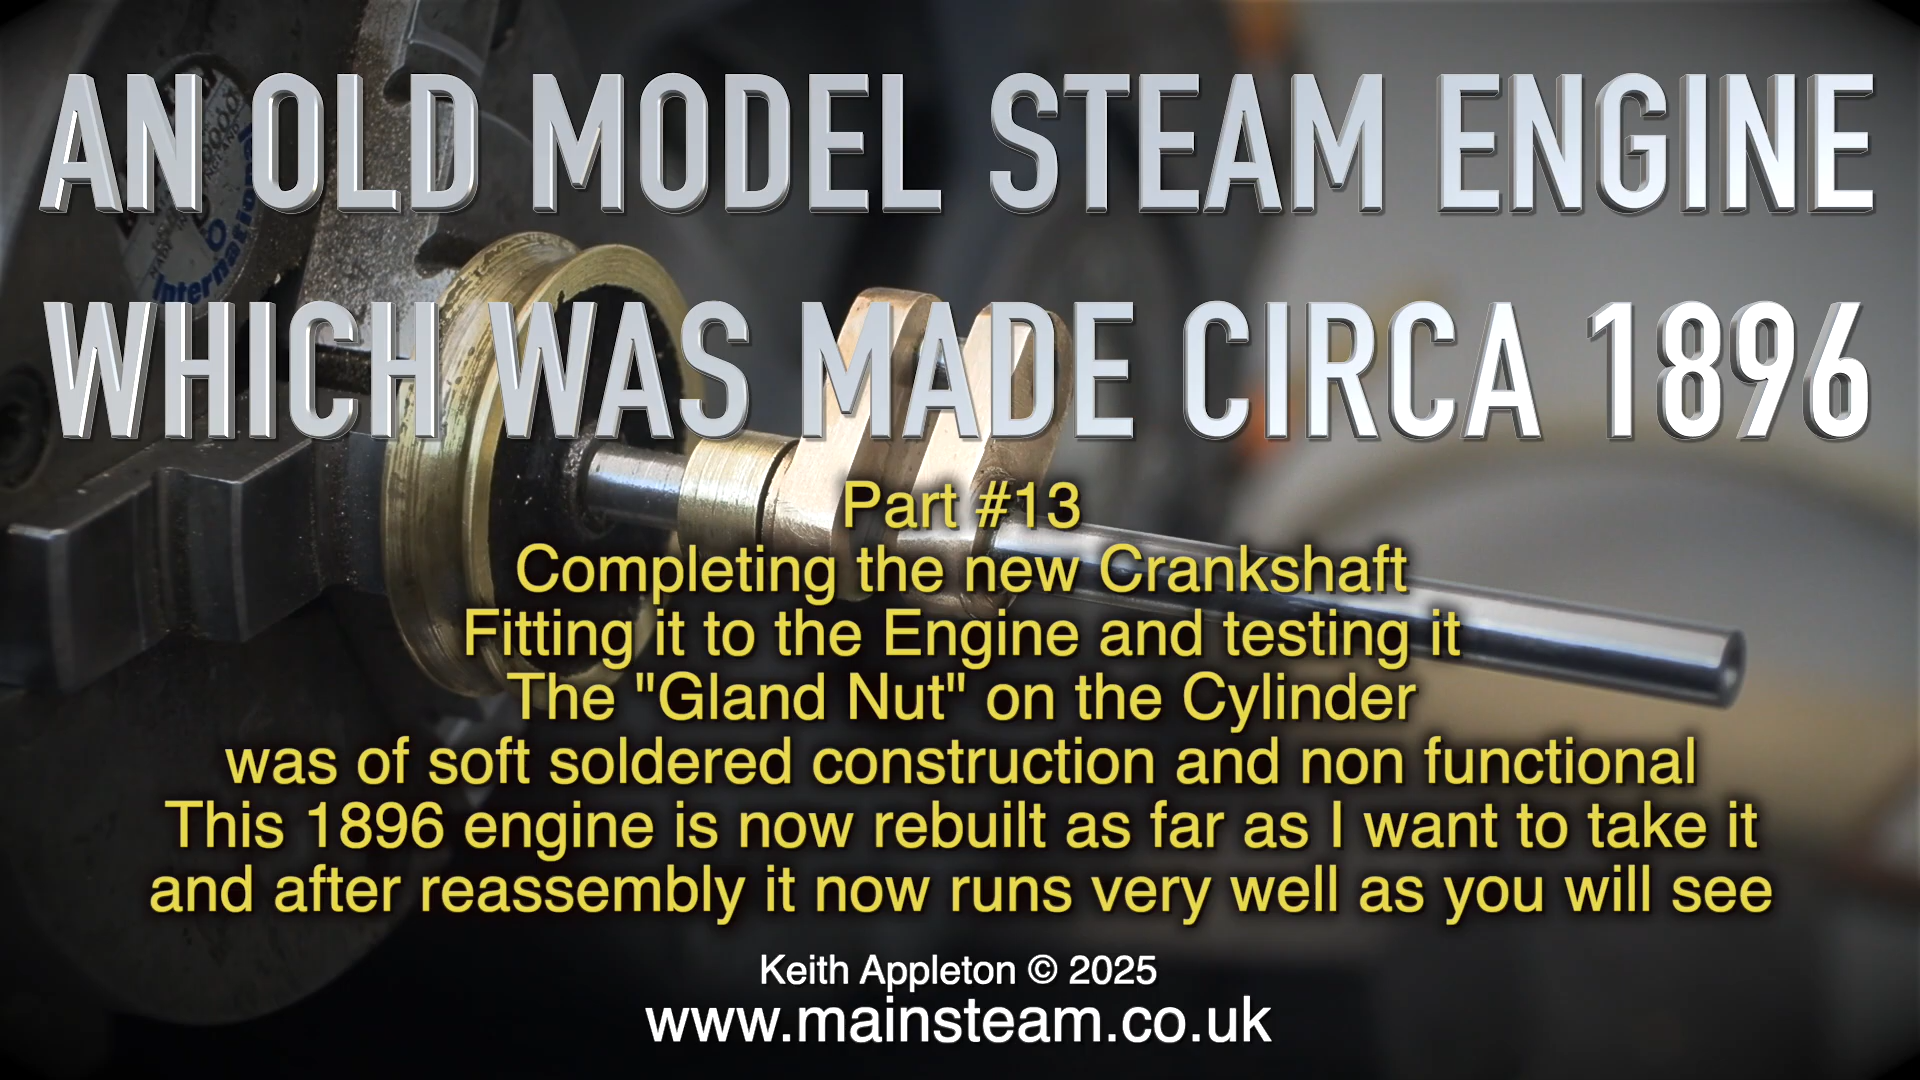 AN OLD MODEL STEAM ENGINE
WHICH WAS MADE CIRCA 1896
Part #13
Completing the new Crankshaft
Fitting it to the Engine and testing it
The "Gland Nut" on the Cylinder
was of soft soldered construction and non functional
This 1896 engine is now rebuilt as far as I want to take it
and after reassembly it now runs very well as you will see
Keith Appleton © 2025
www.mainsteam.co.uk
International